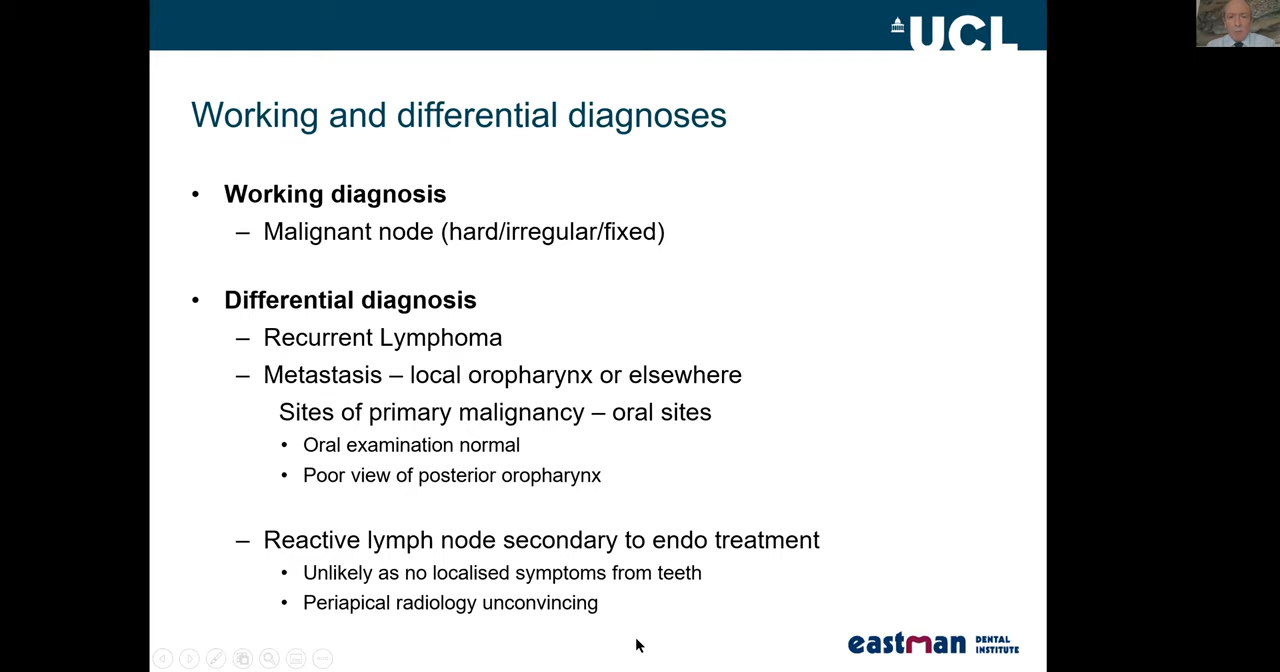 UCL
Working and differential diagnoses
• Working diagnosis
– Malignant node (hard/irregular/fixed)
• Differential diagnosis
– Recurrent Lymphoma
– Metastasis – local oropharynx or elsewhere
Sites of primary malignancy – oral sites
• Oral examination normal
• Poor view of posterior oropharynx
– Reactive lymph node secondary to endo treatment
• Unlikely as no localised symptoms from teeth
• Periapical radiology unconvincing
eastman DENTAL
INSTITUTE